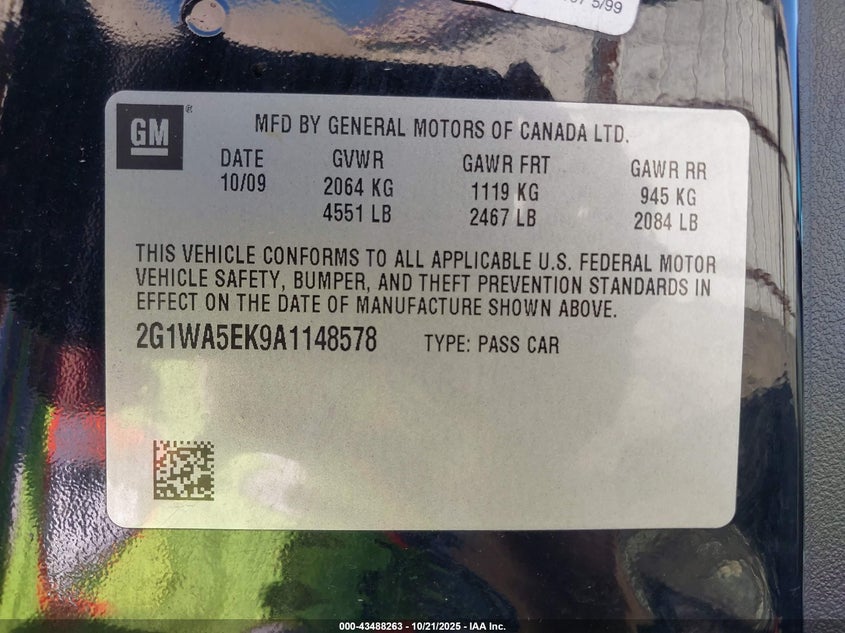 07 5/99
GM ®
MFD BY GENERAL MOTORS OF CANADA LTD.
DATE GVWR GAWR FRT GAWR RR
10/09 2064 KG 1119 KG 945 KG
4551 LB 2467 LB 2084 LB
THIS VEHICLE CONFORMS TO ALL APPLICABLE U.S. FEDERAL MOTOR
VEHICLE SAFETY, BUMPER, AND THEFT PREVENTION STANDARDS IN
EFFECT ON THE DATE OF MANUFACTURE SHOWN ABOVE.
2G1WA5EK9A1148578 TYPE: PASS CAR
000-43488263 - 10/21/2025 - IAA Inc.